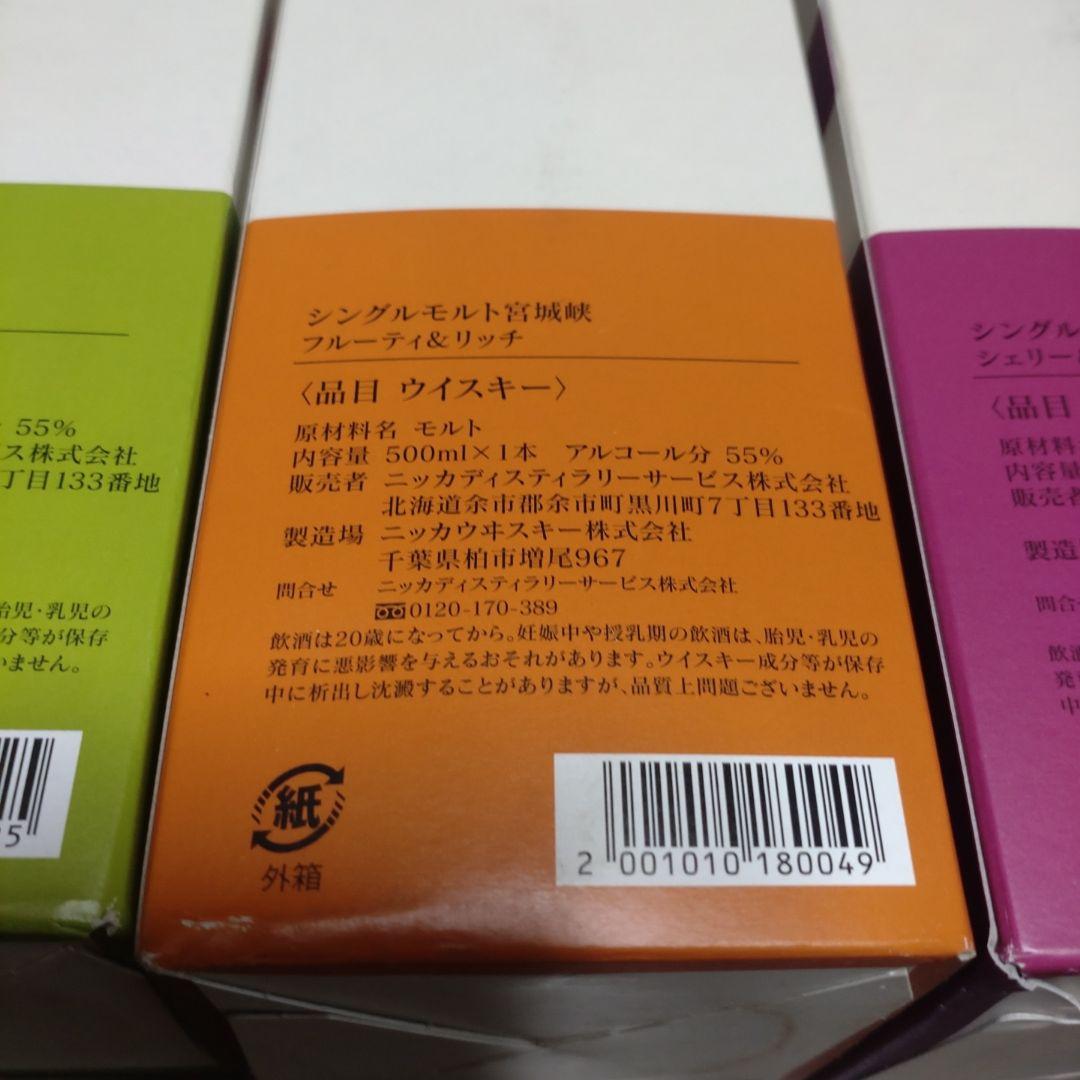 55%
ス株式会社
丁目133番地
胎児・乳児の
分等が保存
いません。
5
シングルモルト宮城峡
フルーティ&リッチ
〈品目 ウイスキー〉
原材料名 モルト
内容量 500ml×1本 アルコール分 55%
販売者 ニッカディスティラリーサービス株式会社
北海道余市郡余市町黒川町7丁目133番地
製造場 ニッカウヰスキー株式会社
千葉県柏市増尾967
問合せ ニッカディスティラリーサービス株式会社
0120-170-389
飲酒は20歳になってから。妊娠中や授乳期の飲酒は、胎児・乳児の
発育に悪影響を与えるおそれがあります。ウイスキー成分等が保存
中に析出し沈澱することがありますが、品質上問題ございません。
紙
外箱
2 001010 180049
シングル
シェリー
〈品目
原材料名
内容量
販売者
製造
問合
飲酒
発
中